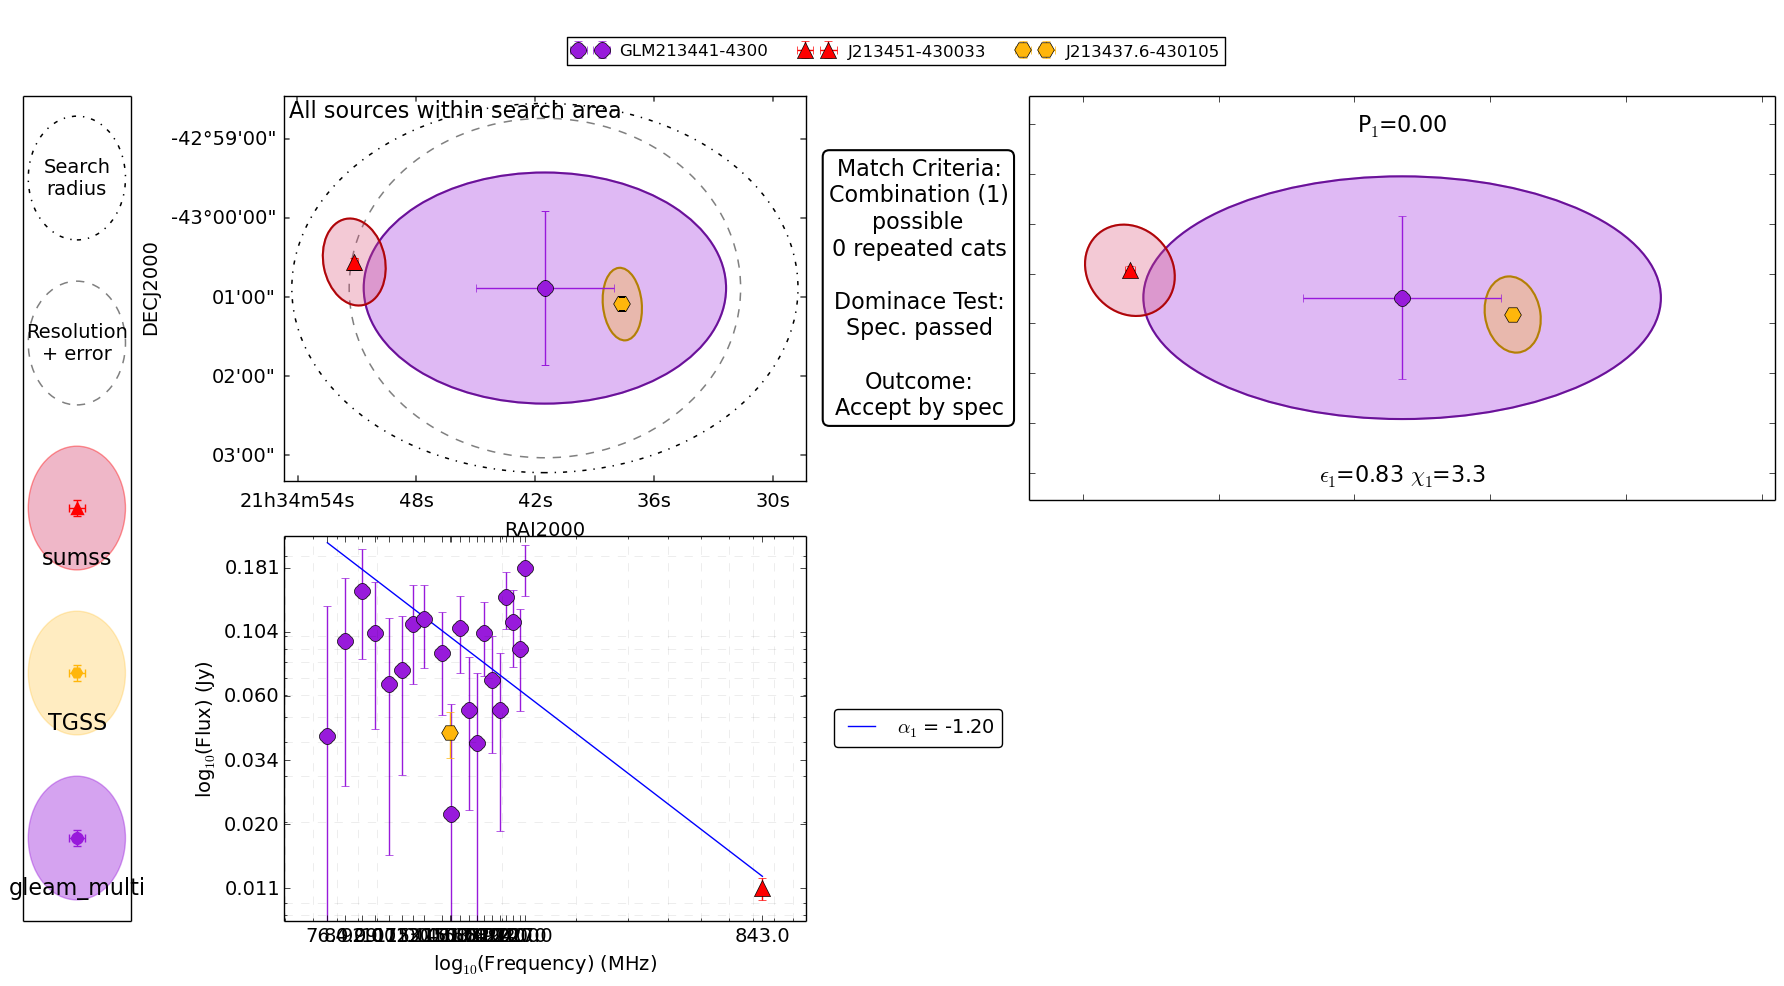 GLM213441-4300 J213451-430033 J213437.6-430105
Search
radius
Resolution
+ error
sumss
TGSS
gleam_multi
All sources within search area
DECJ2000
-42°59'00"
-43°00'00"
01'00"
02'00"
03'00"
21h34m54s 48s 42s 36s 30s
RAJ2000
Match Criteria:
Combination (1)
possible
0 repeated cats
Dominace Test:
Spec. passed
Outcome:
Accept by spec
P₁=0.00
ϵ₁=0.83 χ₁=3.3
log₁₀(Flux) (Jy)
0.181
0.104
0.060
0.034
0.020
0.011
843.0
log₁₀(Frequency) (MHz)
α₁ = -1.20